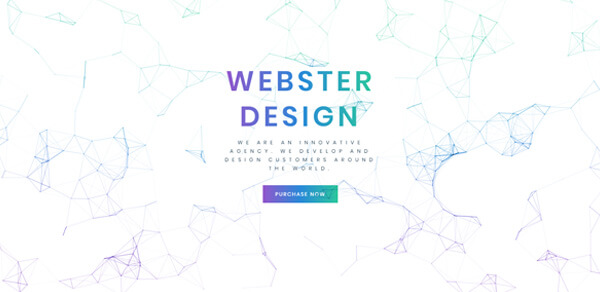 WEBSTER
DESIGN
WE ARE AN INNOVATIVE
AGENCY. WE DEVELOP AND
DESIGN CUSTOMERS AROUND
THE WORLD.
PURCHASE NOW